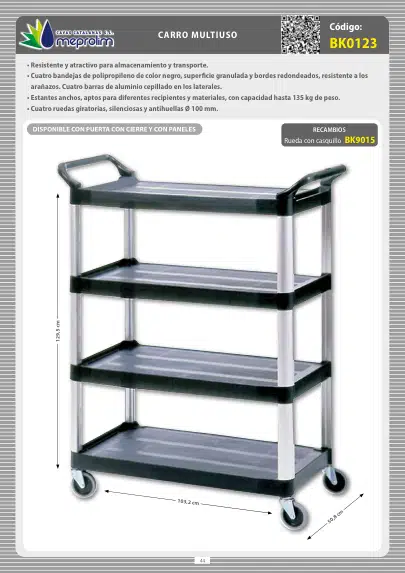 CAYAR CATALANAS S.L.
meprolim
CARRO MULTIUSO
Código:
BK0123
• Resistente y atractivo para almacenamiento y transporte.
• Cuatro bandejas de polipropileno de color negro, superficie granulada y bordes redondeados, resistente a los
arañazos. Cuatro barras de aluminio cepillado en los laterales.
• Estantes anchos, aptos para diferentes recipientes y materiales, con capacidad hasta 135 kg de peso.
• Cuatro ruedas giratorias, silenciosas y antihuellas Ø 100 mm.
DISPONIBLE CON PUERTA CON CIERRE Y CON PANELES
RECAMBIOS
Rueda con casquillo BK9015
129,5 cm
103,2 cm
50,8 cm